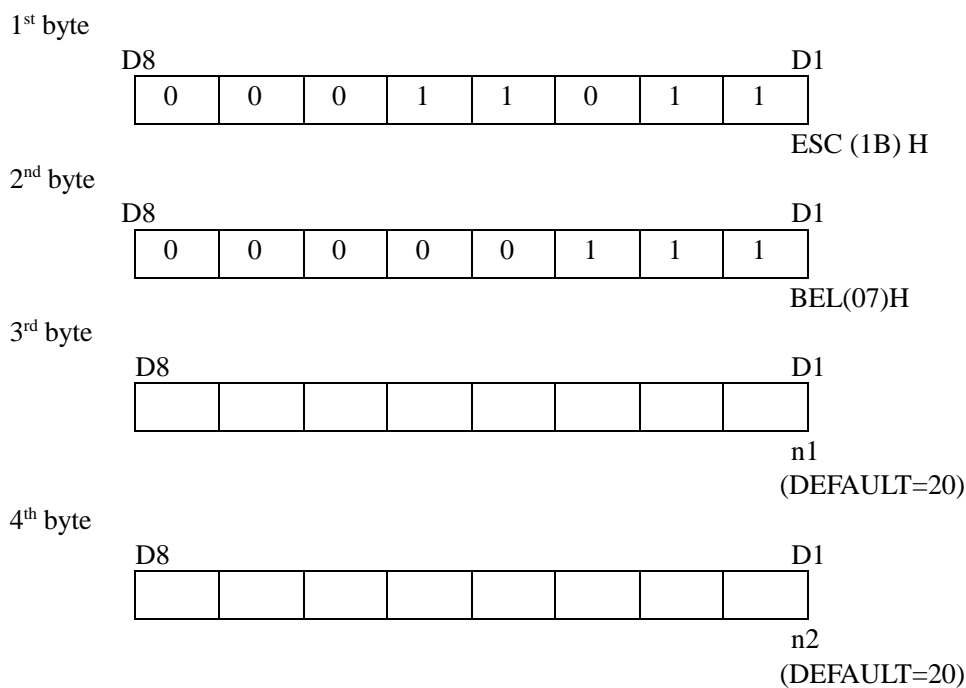 1st byte
D8 D1
0 0 0 1 1 0 1 1
ESC (1B) H
2nd byte
D8 D1
0 0 0 0 0 1 1 1
BEL(07)H
3rd byte
D8 D1
n1
(DEFAULT=20)
4th byte
D8 D1
n2
(DEFAULT=20)